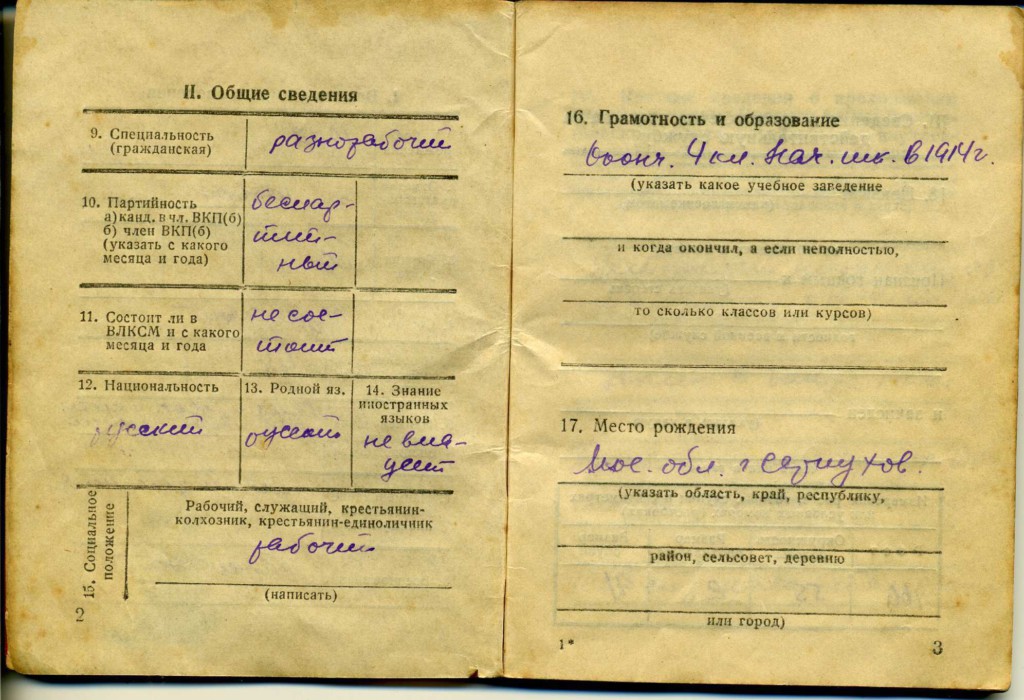 II. Общие сведения
9. Специальность
(гражданская)
разнорабочий
10. Партийность
а) канд. в чл. ВКП(б)
б) член ВКП(б)
(указать с какого
месяца и года)
беспар-
тий-
ный
11. Состоит ли в
ВЛКСМ и с какого
месяца и года
не сос-
тоит
12. Национальность
русский
13. Родной яз.
русский
14. Знание
иностранных
языков
не вла-
деет
15. Социальное
положение
Рабочий, служащий, крестьянин-
колхозник, крестьянин-единоличник
рабочий
(написать)
2
16. Грамотность и образование
Оконч. 4 кл. нач. шк. в 1914 г.
(указать какое учебное заведение
и когда окончил, а если неполностью,
то сколько классов или курсов)
17. Место рождения
Мос. обл. г Серпухов.
(указать область, край, республику,
район, сельсовет, деревню
или город)
1*
3